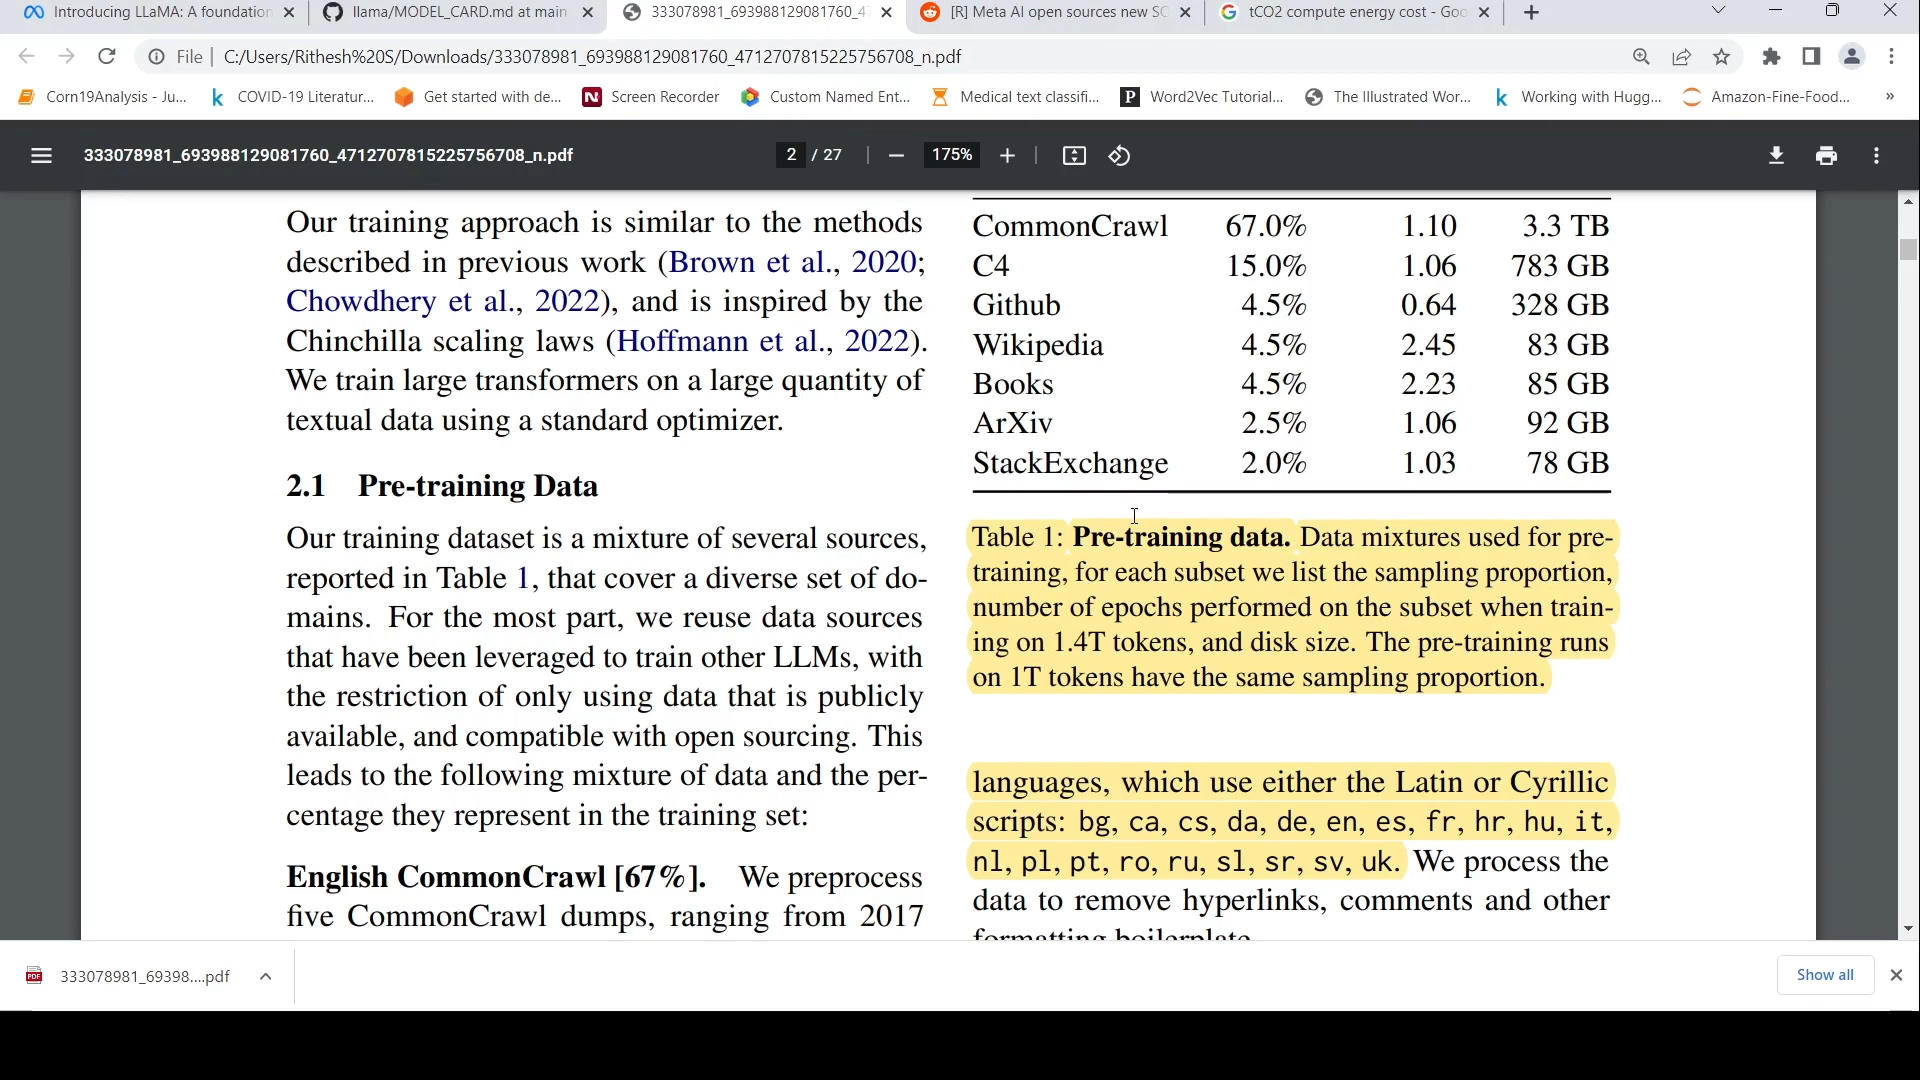 Introducing LLaMA: A foundation
llama/MODEL_CARD.md at main
333078981_693988129081760_4
[R] Meta AI open sources new SO
tCO2 compute energy cost - Goo
File
C:/Users/Rithesh%20S/Downloads/333078981_693988129081760_4712707815225756708_n.pdf
Corn19Analysis - Ju...
COVID-19 Literatur...
Get started with de...
Screen Recorder
Custom Named Ent...
Medical text classifi...
Word2Vec Tutorial...
The Illustrated Wor...
Working with Hugg...
Amazon-Fine-Food...
»
333078981_693988129081760_4712707815225756708_n.pdf
2 / 27
175%
Our training approach is similar to the methods
described in previous work (Brown et al., 2020;
Chowdhery et al., 2022), and is inspired by the
Chinchilla scaling laws (Hoffmann et al., 2022).
We train large transformers on a large quantity of
textual data using a standard optimizer.
2.1 Pre-training Data
Our training dataset is a mixture of several sources,
reported in Table 1, that cover a diverse set of do-
mains. For the most part, we reuse data sources
that have been leveraged to train other LLMs, with
the restriction of only using data that is publicly
available, and compatible with open sourcing. This
leads to the following mixture of data and the per-
centage they represent in the training set:
English CommonCrawl [67%]. We preprocess
five CommonCrawl dumps, ranging from 2017
CommonCrawl 67.0% 1.10 3.3 TB
C4 15.0% 1.06 783 GB
Github 4.5% 0.64 328 GB
Wikipedia 4.5% 2.45 83 GB
Books 4.5% 2.23 85 GB
ArXiv 2.5% 1.06 92 GB
StackExchange 2.0% 1.03 78 GB
Table 1: Pre-training data. Data mixtures used for pre-
training, for each subset we list the sampling proportion,
number of epochs performed on the subset when train-
ing on 1.4T tokens, and disk size. The pre-training runs
on 1T tokens have the same sampling proportion.
languages, which use either the Latin or Cyrillic
scripts: bg, ca, cs, da, de, en, es, fr, hr, hu, it,
nl, pl, pt, ro, ru, sl, sr, sv, uk. We process the
data to remove hyperlinks, comments and other
formatting boilerplate
333078981_69398....pdf
Show all